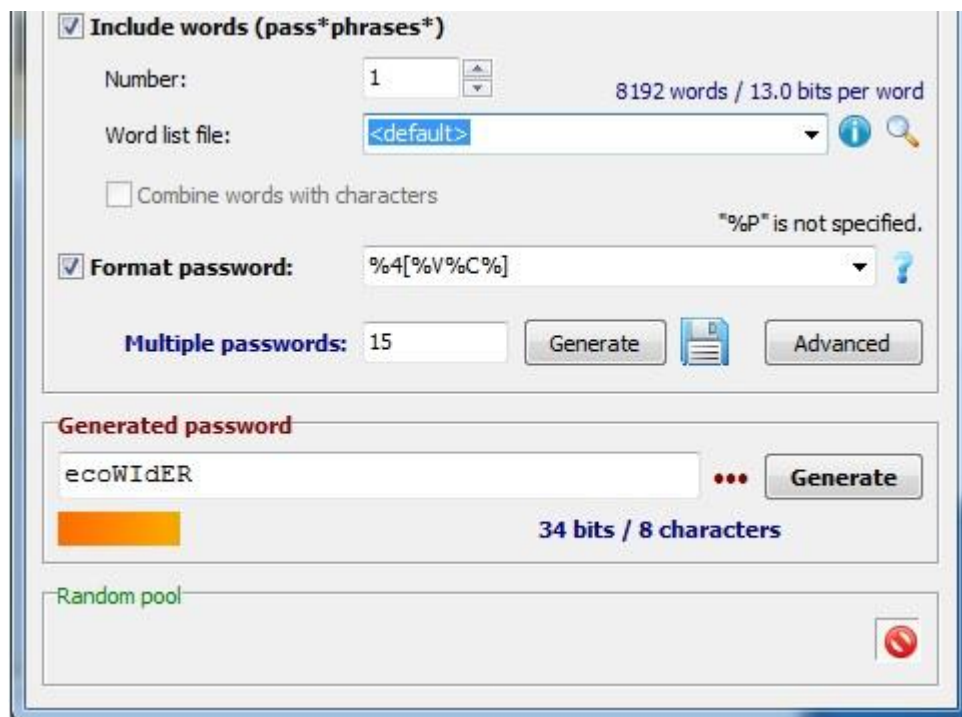 Include words (pass*phrases*)
Number: 1
8192 words / 13.0 bits per word
Word list file: <default>
Combine words with characters
"%P" is not specified.
Format password: %4[%V%C%]
Multiple passwords: 15 Generate Advanced
Generated password
ecoWIdER ••• Generate
34 bits / 8 characters
Random pool